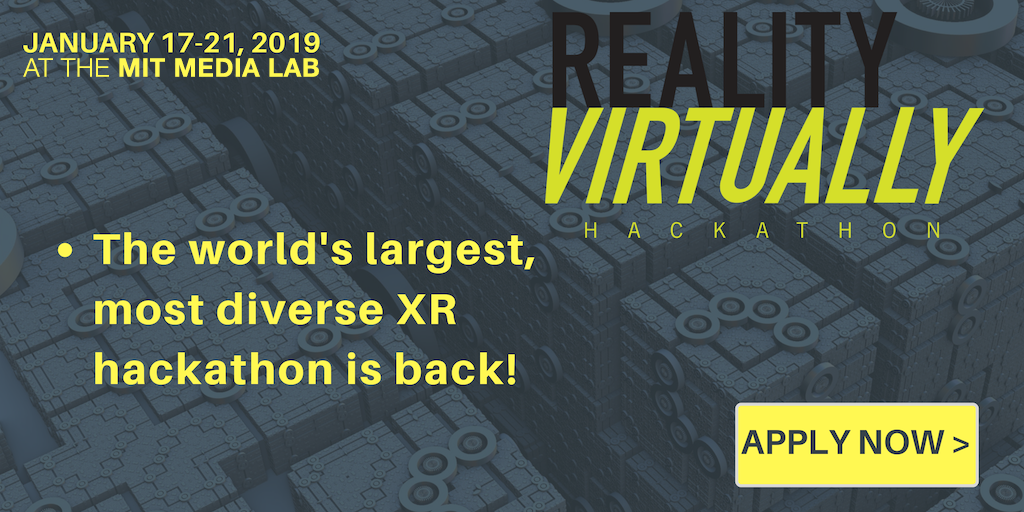 JANUARY 17-21, 2019
AT THE MIT MEDIA LAB
REALITY
VIRTUALLY
HACKATHON
• The world's largest,
most diverse XR
hackathon is back!
APPLY NOW >